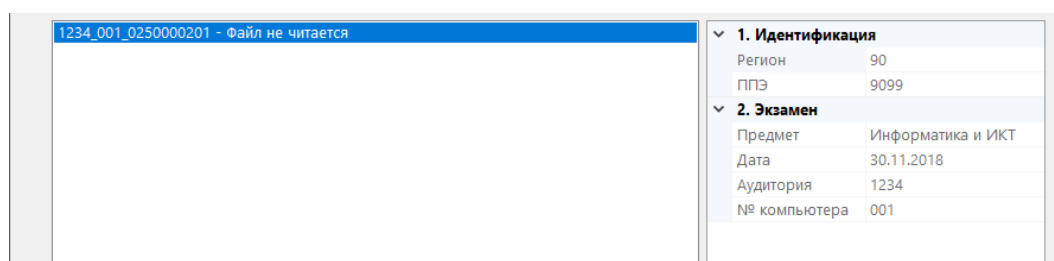 1234_001_0250000201 - Файл не читается
1. Идентификация
Регион 90
ППЭ 9099
2. Экзамен
Предмет Информатика и ИКТ
Дата 30.11.2018
Аудитория 1234
№ компьютера 001